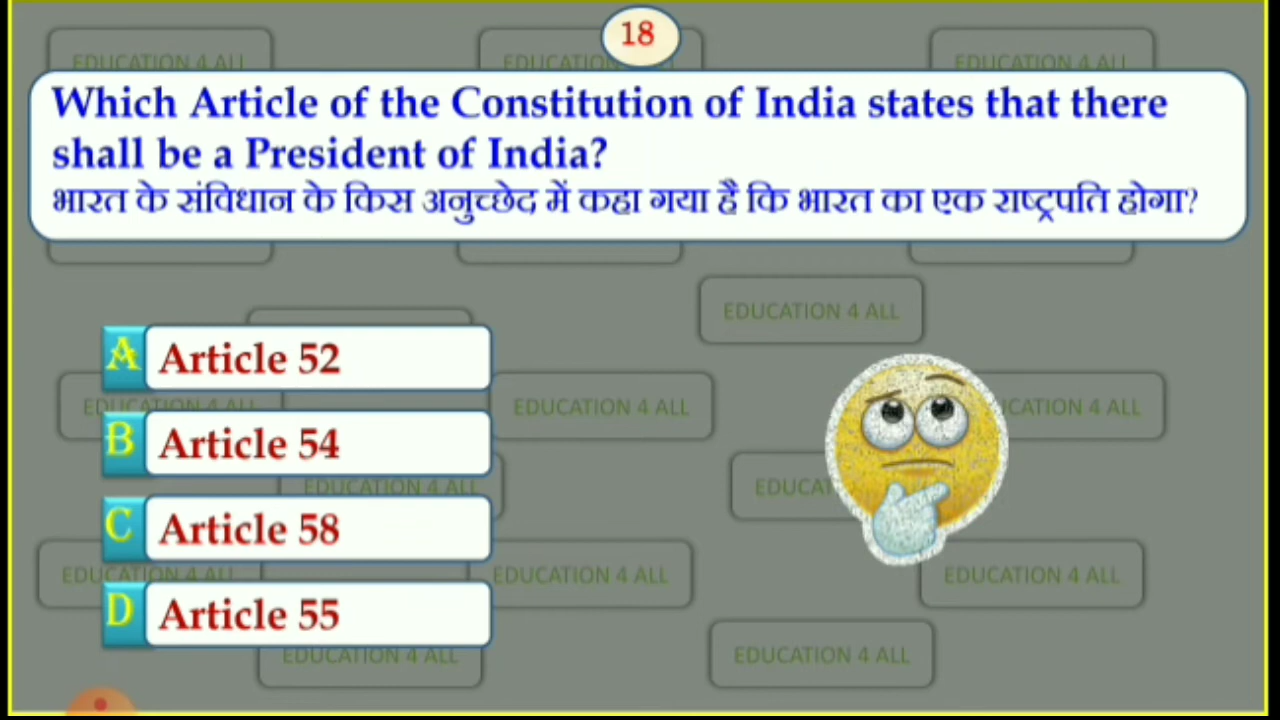 18
EDUCATION 4 ALL
EDUCATION 4 ALL
EDUCATION 4 ALL
Which Article of the Constitution of India states that there
shall be a President of India?
भारत के संविधान के किस अनुच्छेद में कहा गया है कि भारत का एक राष्ट्रपति होगा?
EDUCATION 4 ALL
A Article 52
EDUCATION 4 ALL
EDUCATION 4 ALL
CATION 4 ALL
B Article 54
EDUCATION 4 ALL
EDUCAT
C Article 58
EDUCATION 4 ALL
EDUCATION 4 ALL
EDUCATION 4 ALL
D Article 55
EDUCATION 4 ALL
EDUCATION 4 ALL